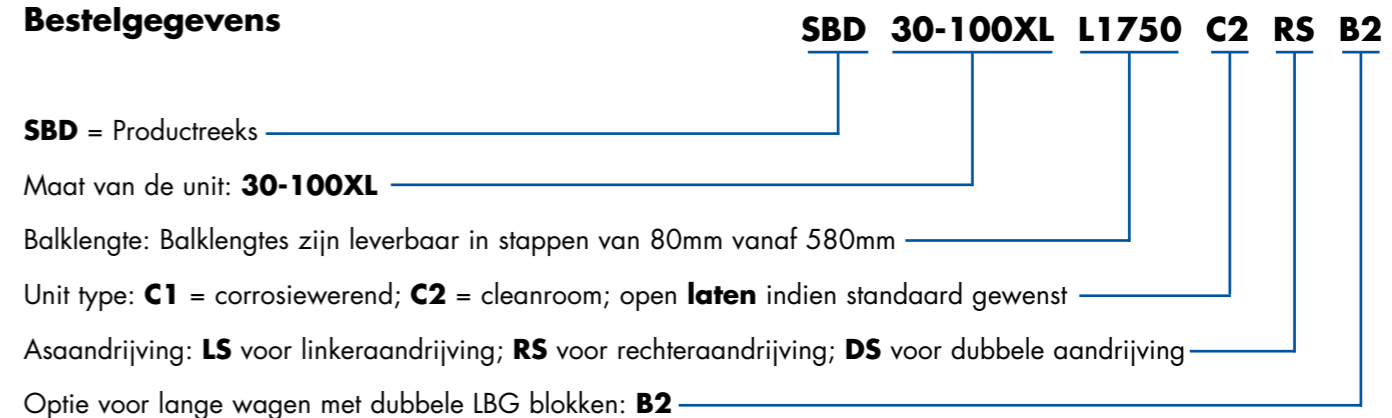 Bestelgegevens
SBD 30-100XL L1750 C2 RS B2
SBD = Productreeks
Maat van de unit: 30-100XL
Balklengte: Balklengtes zijn leverbaar in stappen van 80mm vanaf 580mm
Unit type: C1 = corrosiewerend; C2 = cleanroom; open laten indien standaard gewenst
Asaandrijving: LS voor linkeraandrijving; RS voor rechteraandrijving; DS voor dubbele aandrijving
Optie voor lange wagen met dubbele LBG blokken: B2